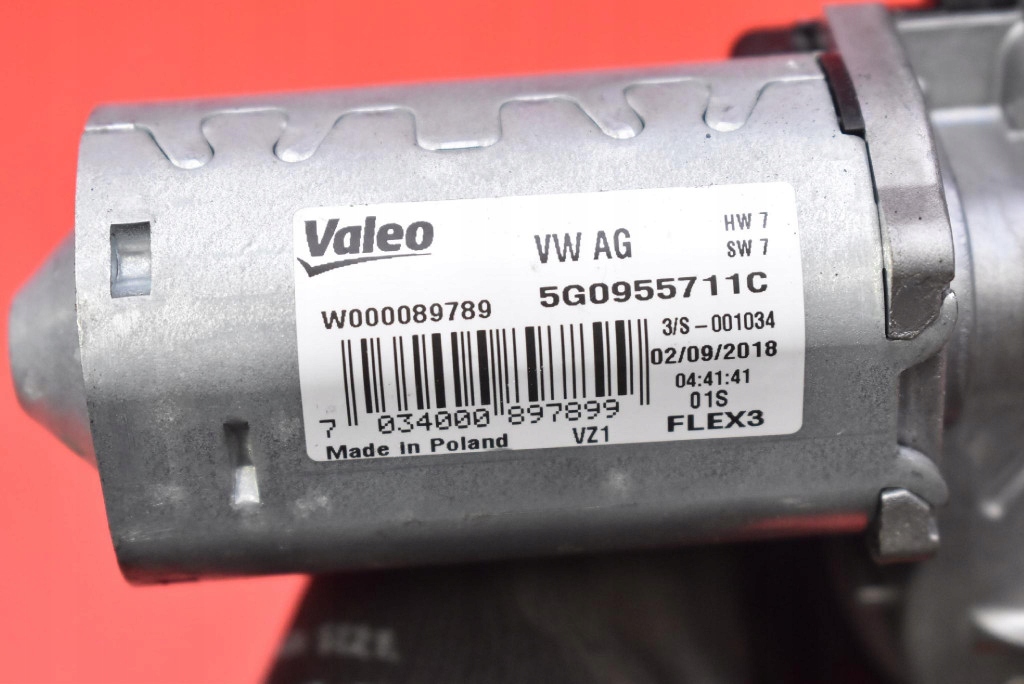 Valeo
VW AG
HW 7
SW 7
5G0955711C
W000089789
3/S-001034
02/09/2018
04:41:41
01S
FLEX3
7 034000 897899
Made in Poland
VZ1
SIZE